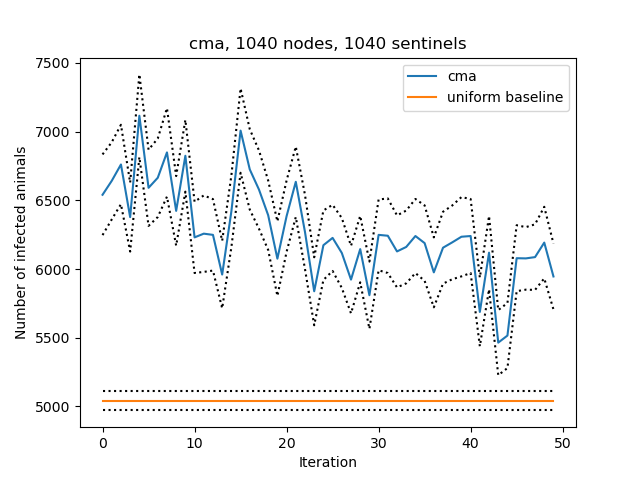 cma, 1040 nodes, 1040 sentinels
7500
7000
6500
6000
5500
5000
Number of infected animals
cma
uniform baseline
0 10 20 30 40 50
Iteration